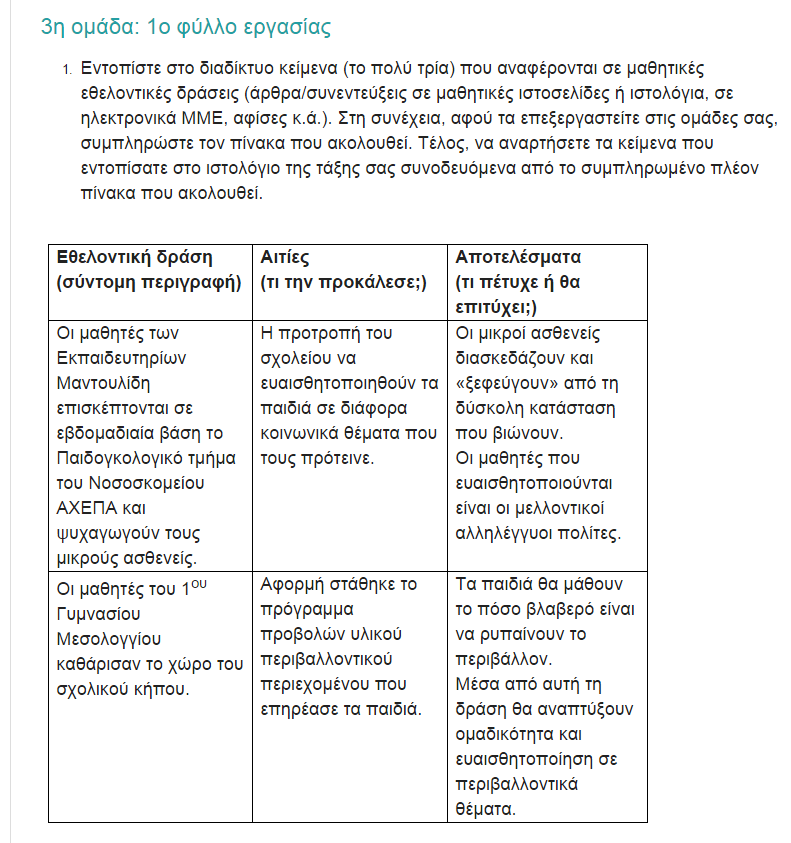 3η ομάδα: 1ο φύλλο εργασίας
1. Εντοπίστε στο διαδίκτυο κείμενα (το πολύ τρία) που αναφέρονται σε μαθητικές
εθελοντικές δράσεις (άρθρα/συνεντεύξεις σε μαθητικές ιστοσελίδες ή ιστολόγια, σε
ηλεκτρονικά ΜΜΕ, αφίσες κ.ά.). Στη συνέχεια, αφού τα επεξεργαστείτε στις ομάδες σας,
συμπληρώστε τον πίνακα που ακολουθεί. Τέλος, να αναρτήσετε τα κείμενα που
εντοπίσατε στο ιστολόγιο της τάξης σας συνοδευόμενα από το συμπληρωμένο πλέον
πίνακα που ακολουθεί.
Εθελοντική δράση
(σύντομη περιγραφή)
Αιτίες
(τι την προκάλεσε;)
Αποτελέσματα
(τι πέτυχε ή θα
επιτύχει;)
Οι μαθητές των
Εκπαιδευτηρίων
Μαντουλίδη
επισκέπτονται σε
εβδομαδιαία βάση το
Παιδογκολογικό τμήμα
του Νοσοσκομείου
ΑΧΕΠΑ και
ψυχαγωγούν τους
μικρούς ασθενείς.
Η προτροπή του
σχολείου να
ευαισθητοποιηθούν τα
παιδιά σε διάφορα
κοινωνικά θέματα που
τους πρότεινε.
Οι μικροί ασθενείς
διασκεδάζουν και
«ξεφεύγουν» από τη
δύσκολη κατάσταση
που βιώνουν.
Οι μαθητές που
ευαισθητοποιούνται
είναι οι μελλοντικοί
αλληλέγγυοι πολίτες.
Οι μαθητές του 1ου
Γυμνασίου
Μεσολογγίου
καθάρισαν το χώρο του
σχολικού κήπου.
Αφορμή στάθηκε το
πρόγραμμα
προβολών υλικού
περιβαλλοντικού
περιεχομένου που
επηρέασε τα παιδιά.
Τα παιδιά θα μάθουν
το πόσο βλαβερό είναι
να ρυπαίνουν το
περιβάλλον.
Μέσα από αυτή τη
δράση θα αναπτύξουν
ομαδικότητα και
ευαισθητοποίηση σε
περιβαλλοντικά
θέματα.